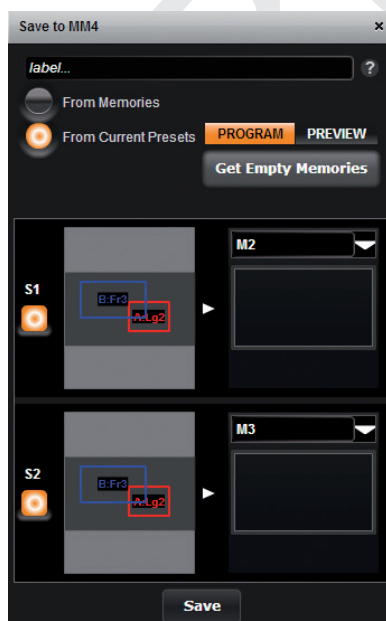 Save to MM4 ×
label... ?
From Memories
From Current Presets PROGRAM PREVIEW
Get Empty Memories
M2
S1
B:Fr3
A:Lg2
M3
S2
B:Fr3
A:Lg2
Save